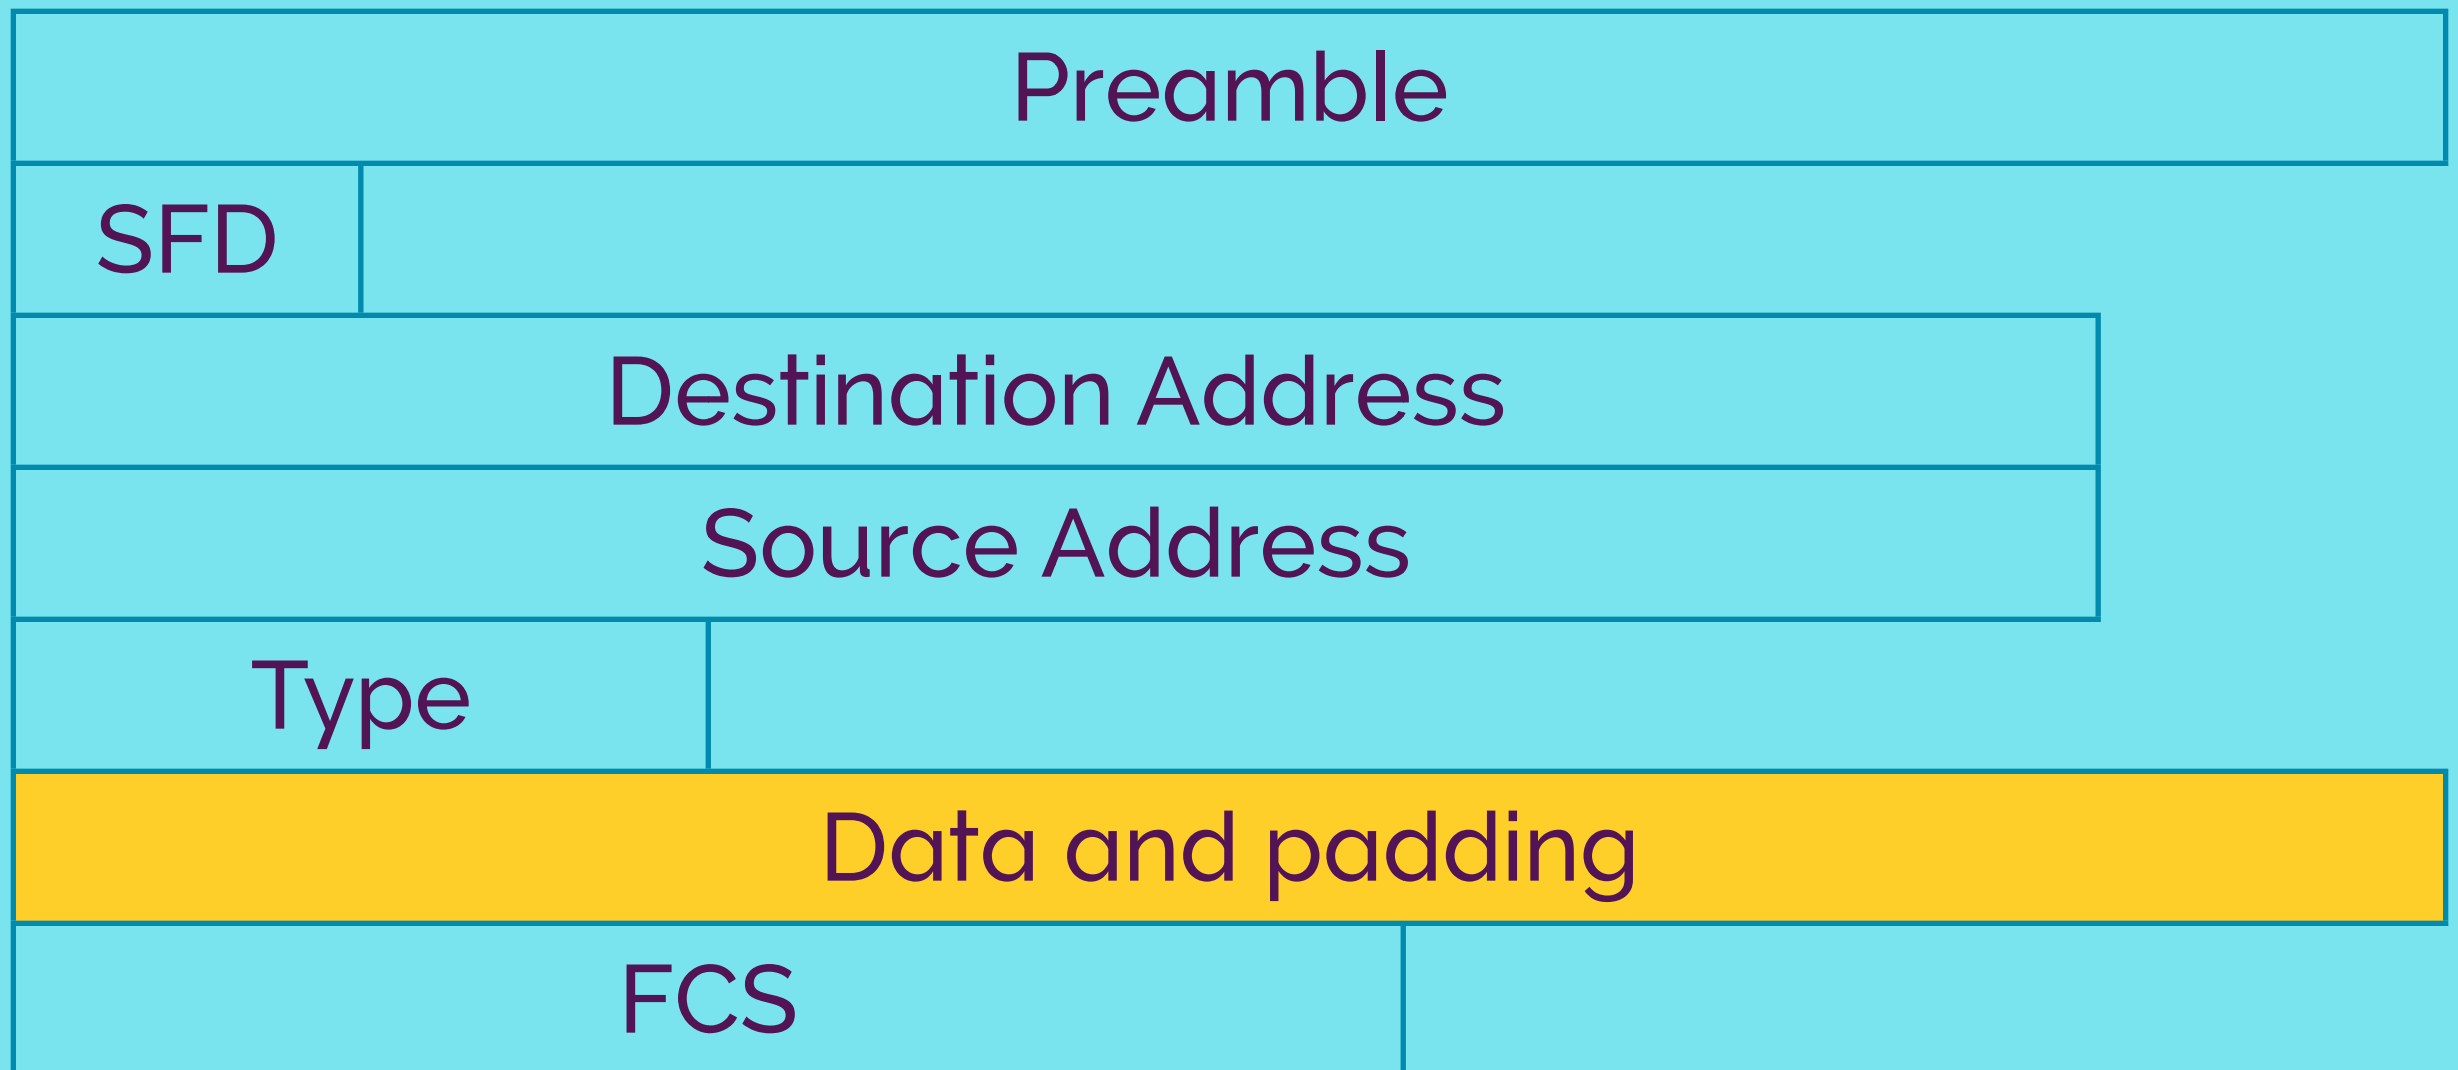 Preamble
SFD
Destination Address
Source Address
Type
Data and padding
FCS